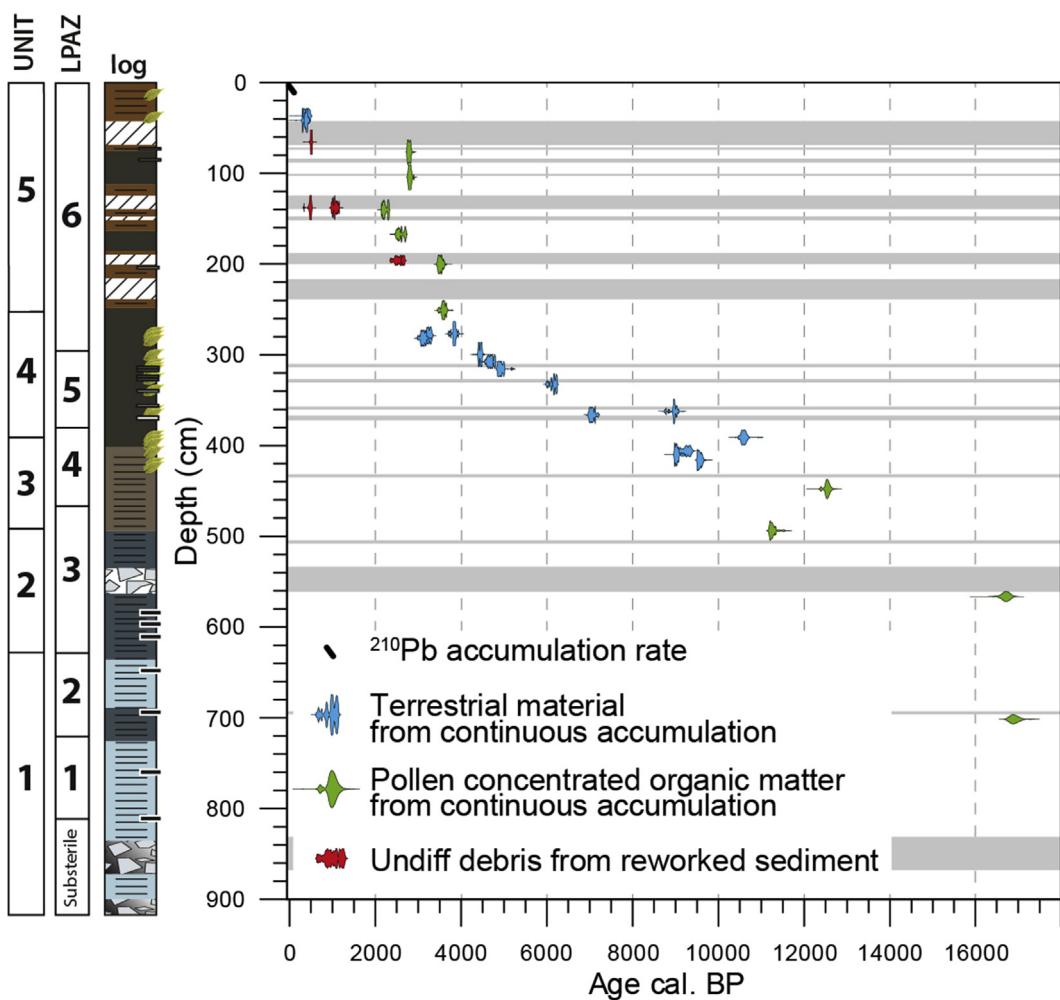 UNIT
LPAZ
log
5
4
3
2
1
6
5
4
3
2
1
Substerile
Depth (cm)
0
100
200
300
400
500
600
700
800
900
²¹⁰Pb accumulation rate
Terrestrial material
from continuous accumulation
Pollen concentrated organic matter
from continuous accumulation
Undiff debris from reworked sediment
0 2000 4000 6000 8000 10000 12000 14000 16000
Age cal. BP